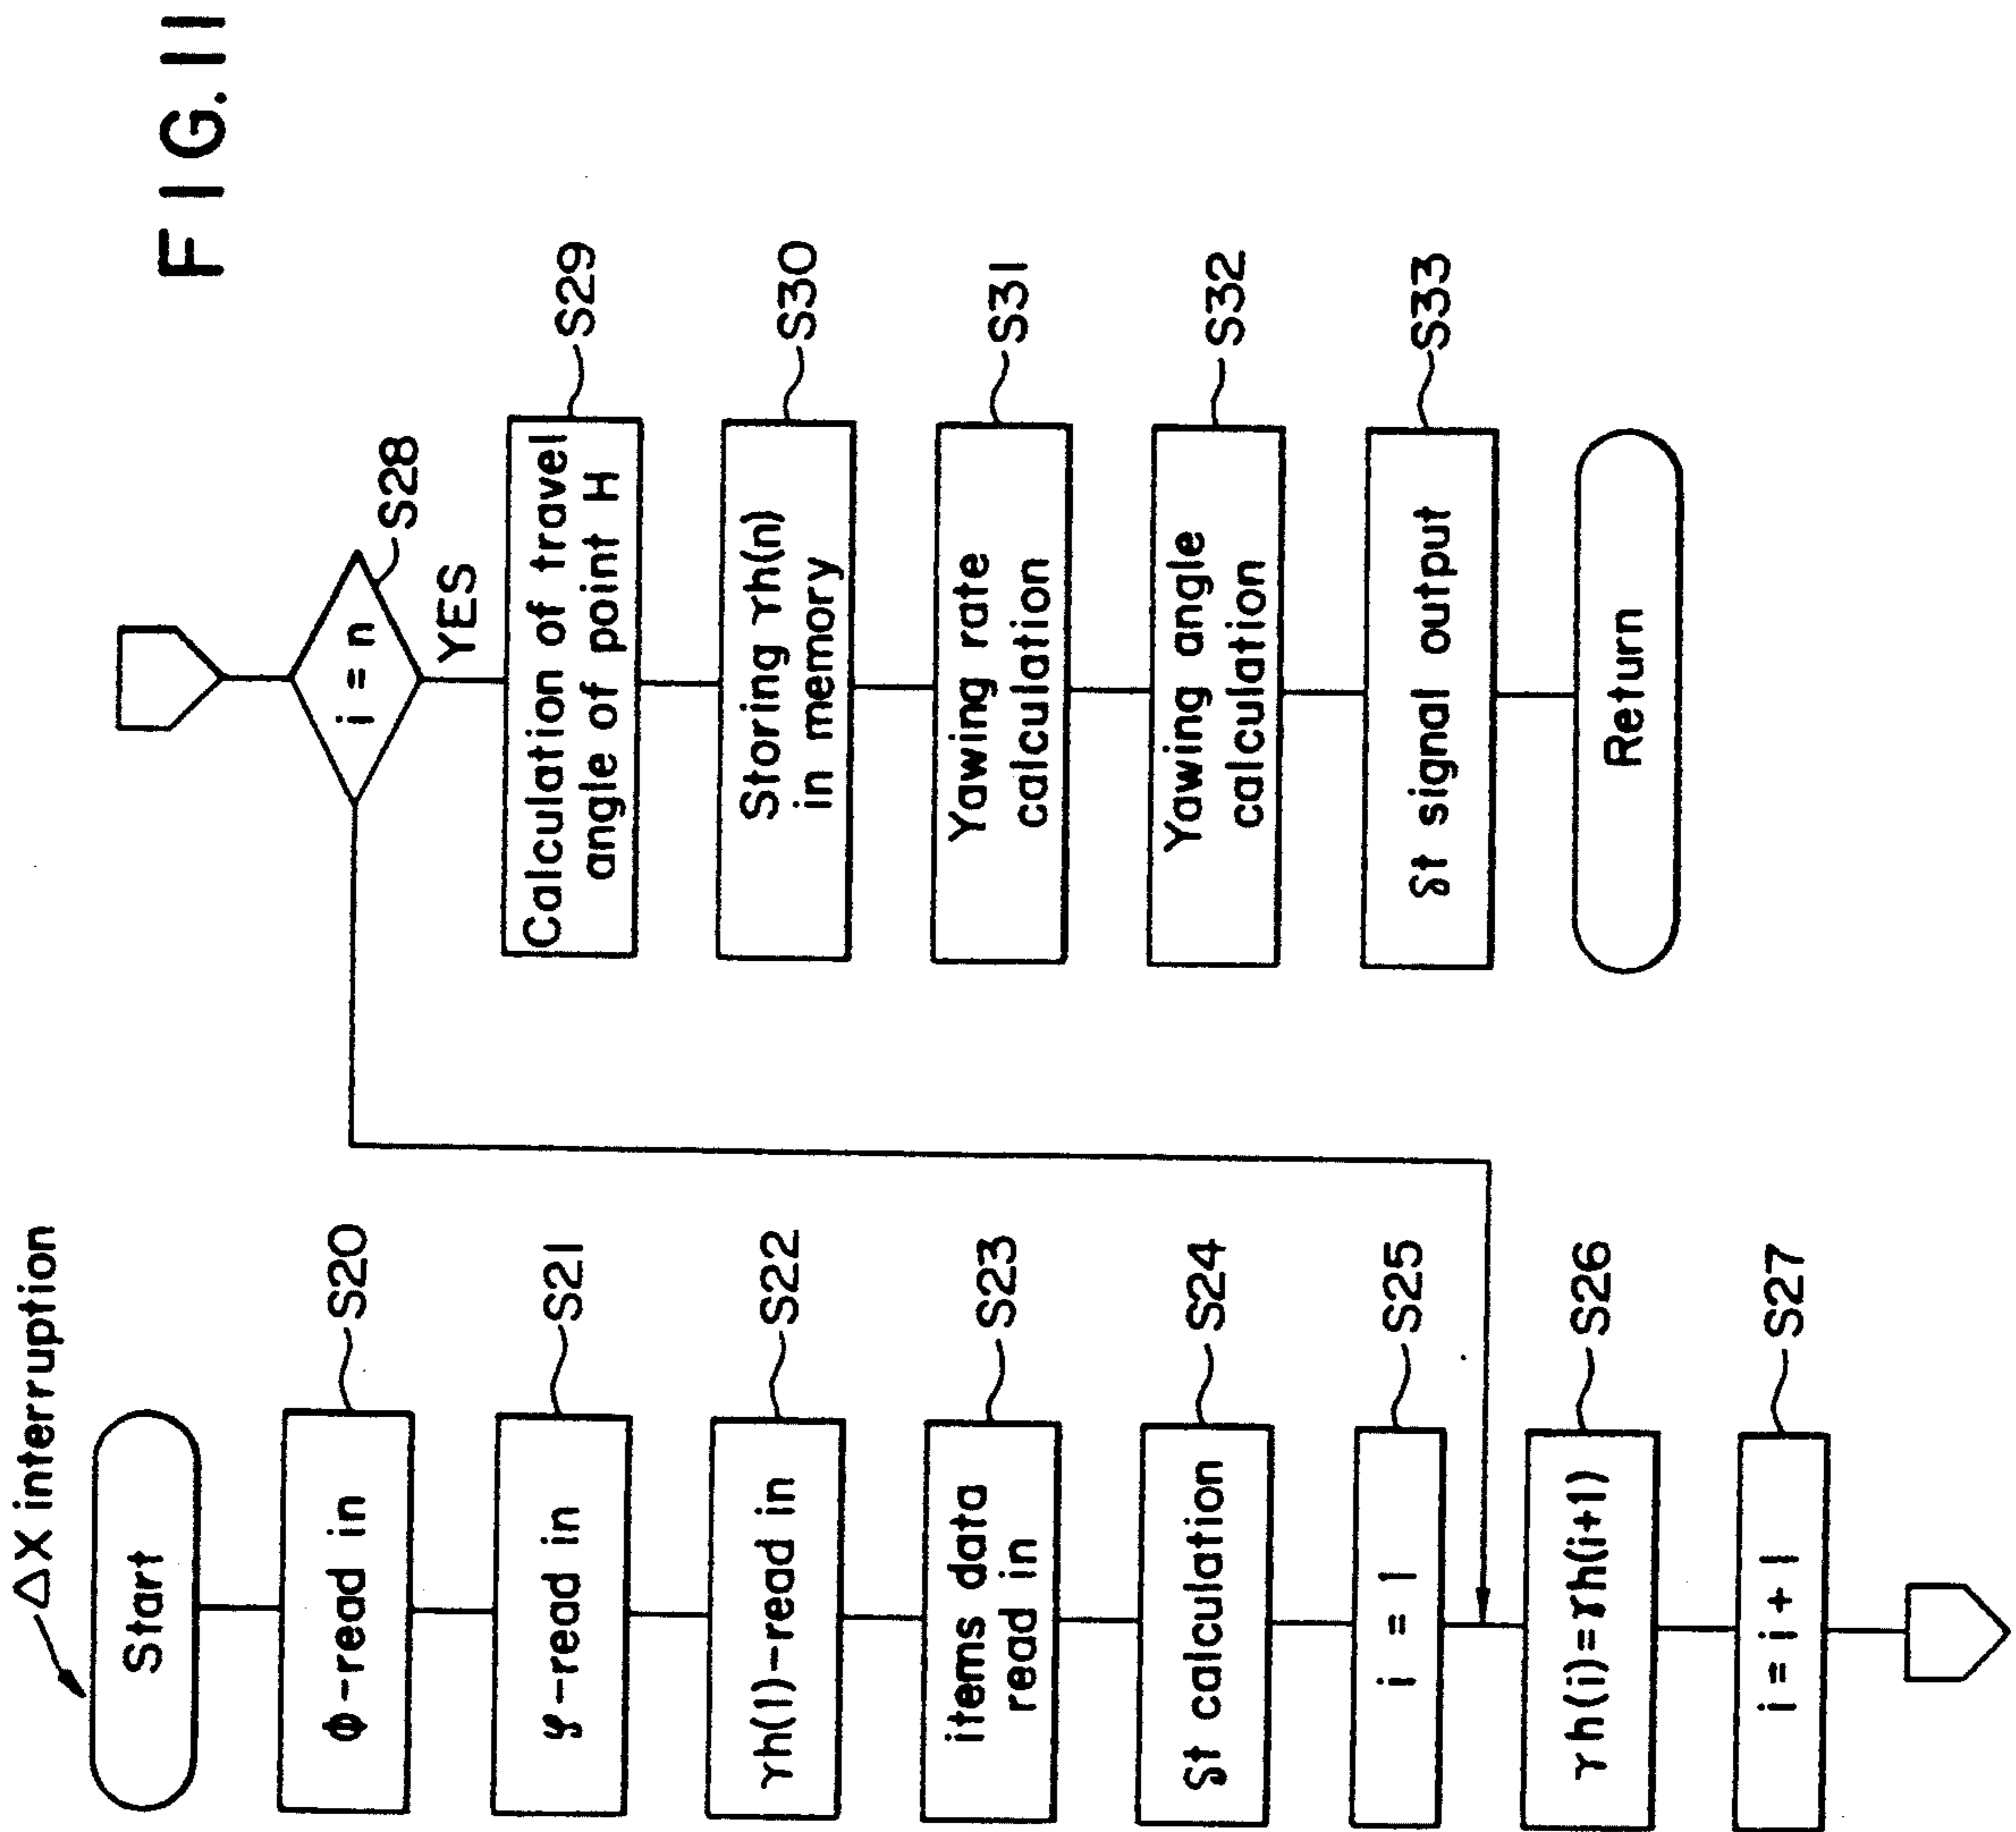 FIG.11
ΔX interruption
Start
Φ-read in
S20
φ-read in
S21
γh(1)-read in
S22
items data
read in
S23
δt calculation
S24
i = 1
S25
γh(i)=γh(i+1)
S26
i = i + 1
S27
i = n
S28
YES
Calculation of travel
angle of point H
S29
Storing γh(n)
in memory
S30
Yawing rate
calculation
S31
Yawing angle
calculation
S32
δt signal output
S33
Return